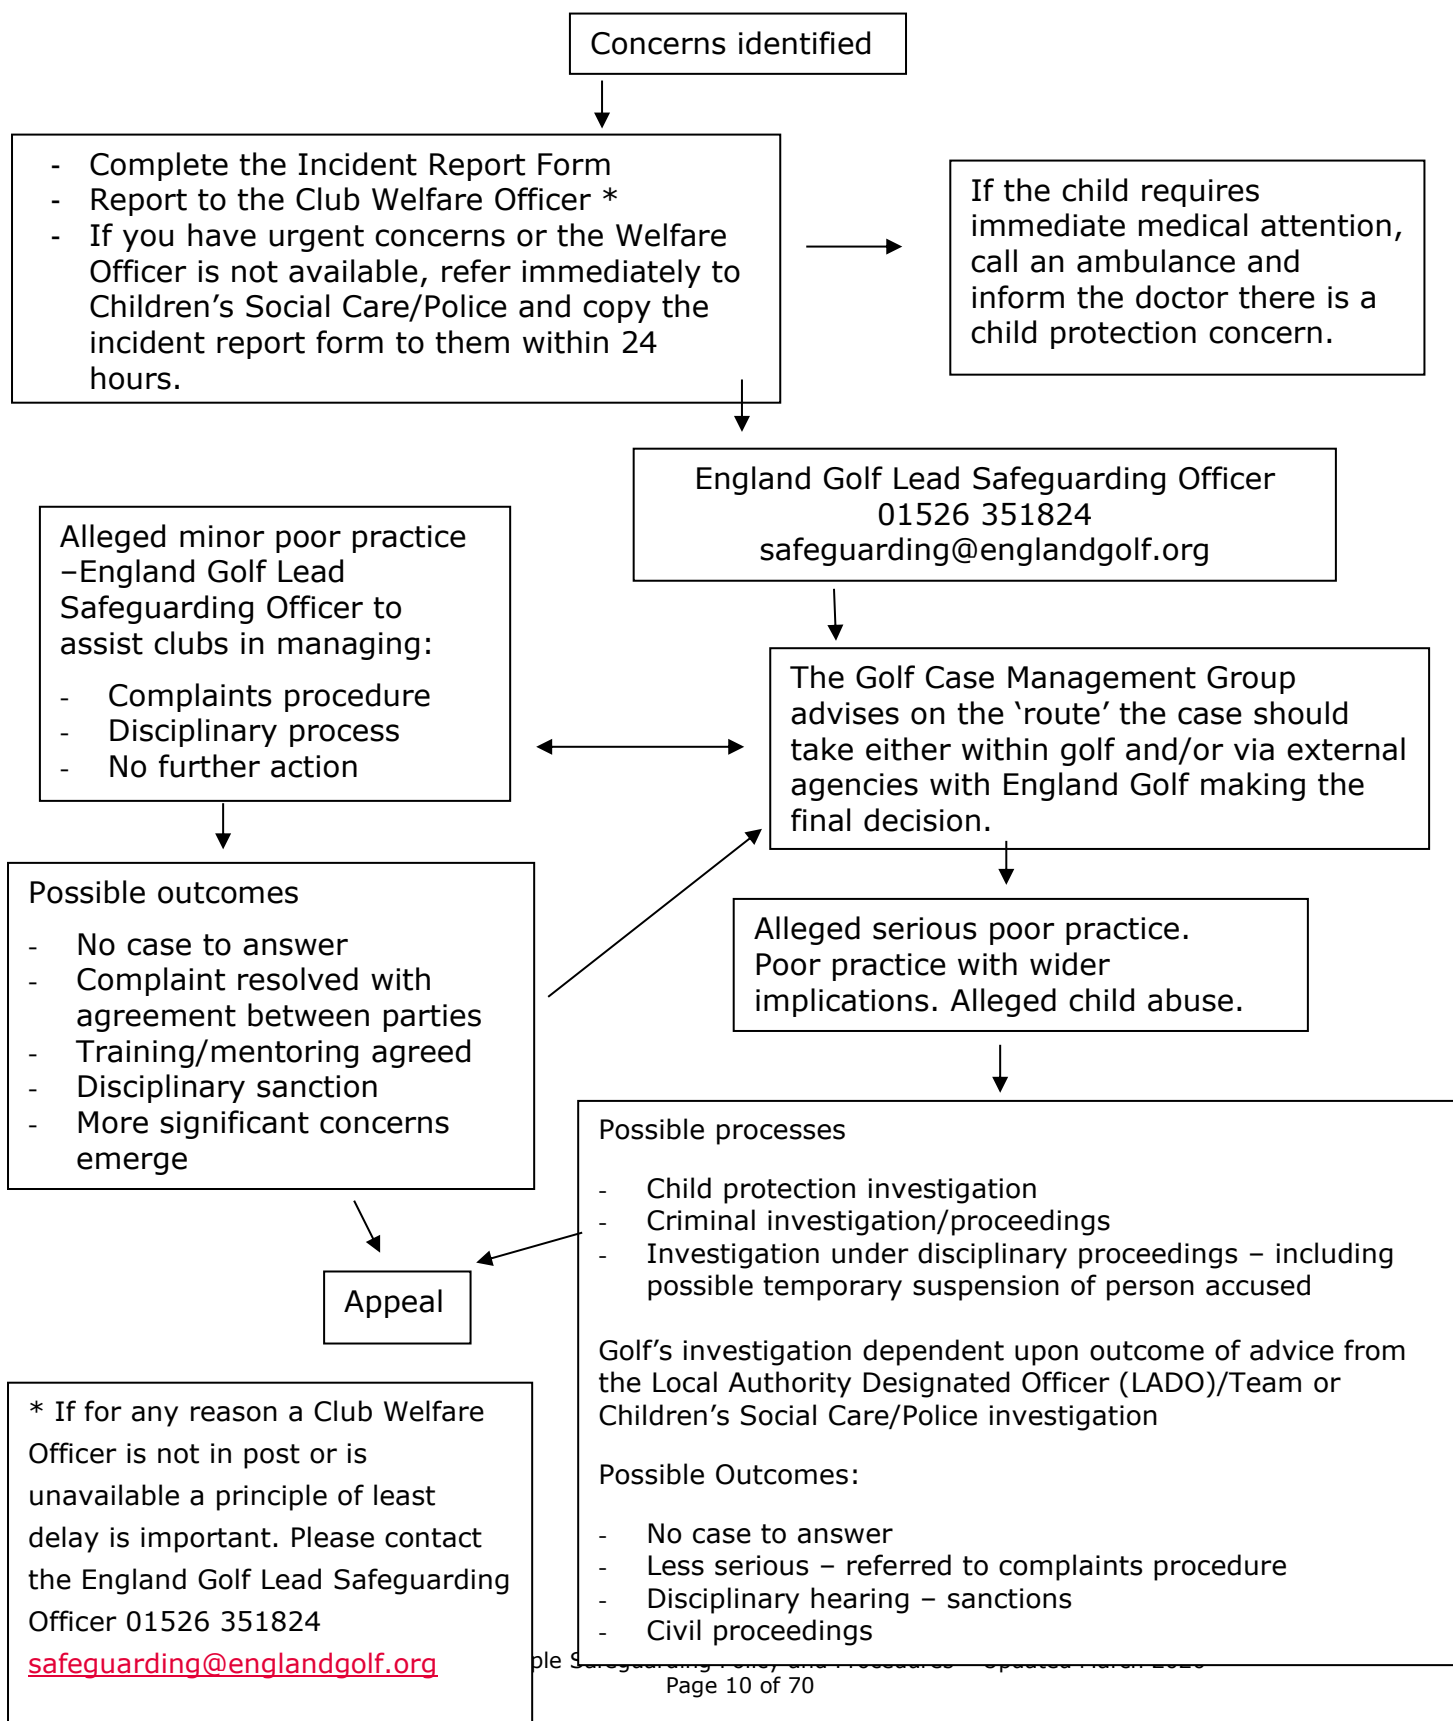 Concerns identified
- Complete the Incident Report Form
- Report to the Club Welfare Officer *
- If you have urgent concerns or the Welfare
Officer is not available, refer immediately to
Children’s Social Care/Police and copy the
incident report form to them within 24
hours.
If the child requires
immediate medical attention,
call an ambulance and
inform the doctor there is a
child protection concern.
England Golf Lead Safeguarding Officer
01526 351824
safeguarding@englandgolf.org
Alleged minor poor practice
–England Golf Lead
Safeguarding Officer to
assist clubs in managing:
- Complaints procedure
- Disciplinary process
- No further action
The Golf Case Management Group
advises on the ‘route’ the case should
take either within golf and/or via external
agencies with England Golf making the
final decision.
Possible outcomes
- No case to answer
- Complaint resolved with
agreement between parties
- Training/mentoring agreed
- Disciplinary sanction
- More significant concerns
emerge
Alleged serious poor practice.
Poor practice with wider
implications. Alleged child abuse.
Possible processes
- Child protection investigation
- Criminal investigation/proceedings
- Investigation under disciplinary proceedings – including
possible temporary suspension of person accused
Golf’s investigation dependent upon outcome of advice from
the Local Authority Designated Officer (LADO)/Team or
Children’s Social Care/Police investigation
Possible Outcomes:
- No case to answer
- Less serious – referred to complaints procedure
- Disciplinary hearing – sanctions
- Civil proceedings
Appeal
* If for any reason a Club Welfare
Officer is not in post or is
unavailable a principle of least
delay is important. Please contact
the England Golf Lead Safeguarding
Officer 01526 351824
safeguarding@englandgolf.org
Page 10 of 70